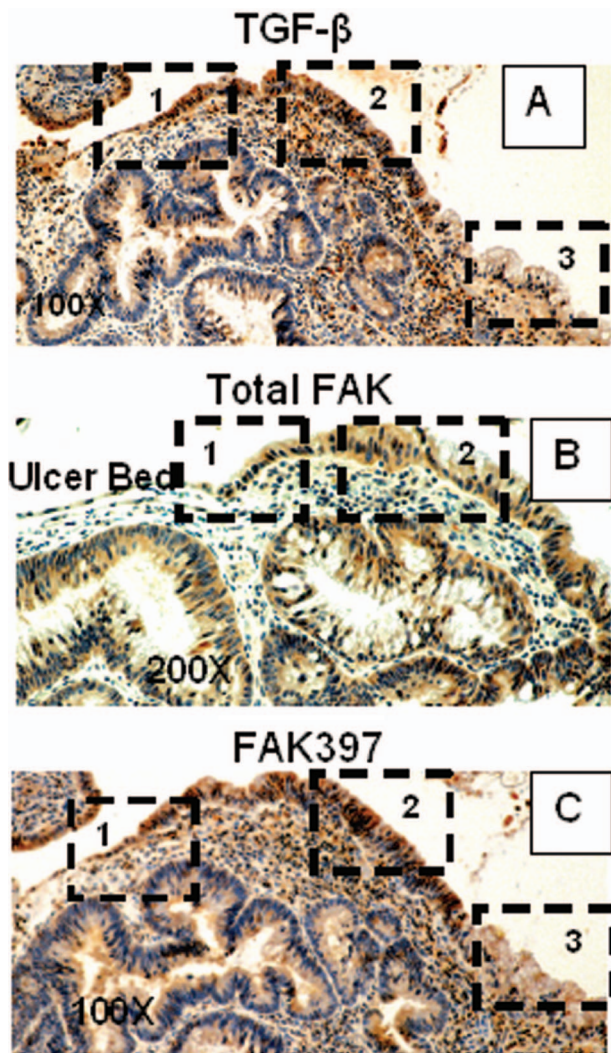 TGF-β
1
2
A
3
100X
Total FAK
1
2
B
Ulcer Bed
200X
FAK397
1
2
C
3
100X